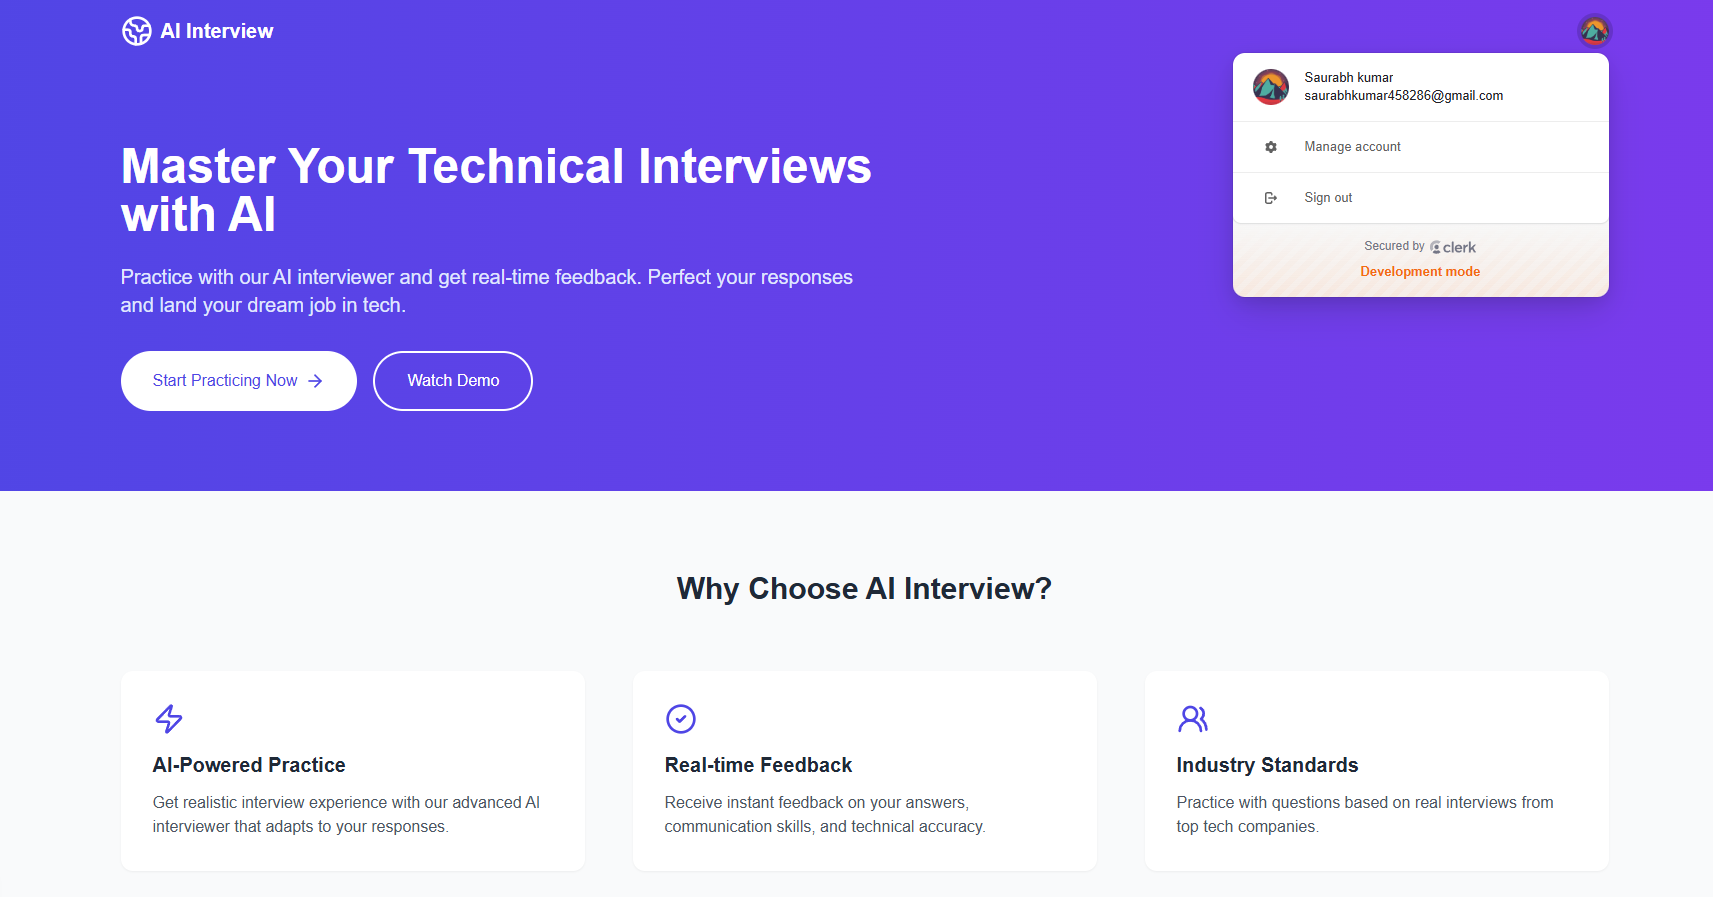 AI Interview
Saurabh kumar
saurabhkumar458286@gmail.com
Manage account
Sign out
Secured by clerk
Development mode
Master Your Technical Interviews
with AI
Practice with our AI interviewer and get real-time feedback. Perfect your responses
and land your dream job in tech.
Start Practicing Now
Watch Demo
Why Choose AI Interview?
AI-Powered Practice
Get realistic interview experience with our advanced AI
interviewer that adapts to your responses.
Real-time Feedback
Receive instant feedback on your answers,
communication skills, and technical accuracy.
Industry Standards
Practice with questions based on real interviews from
top tech companies.